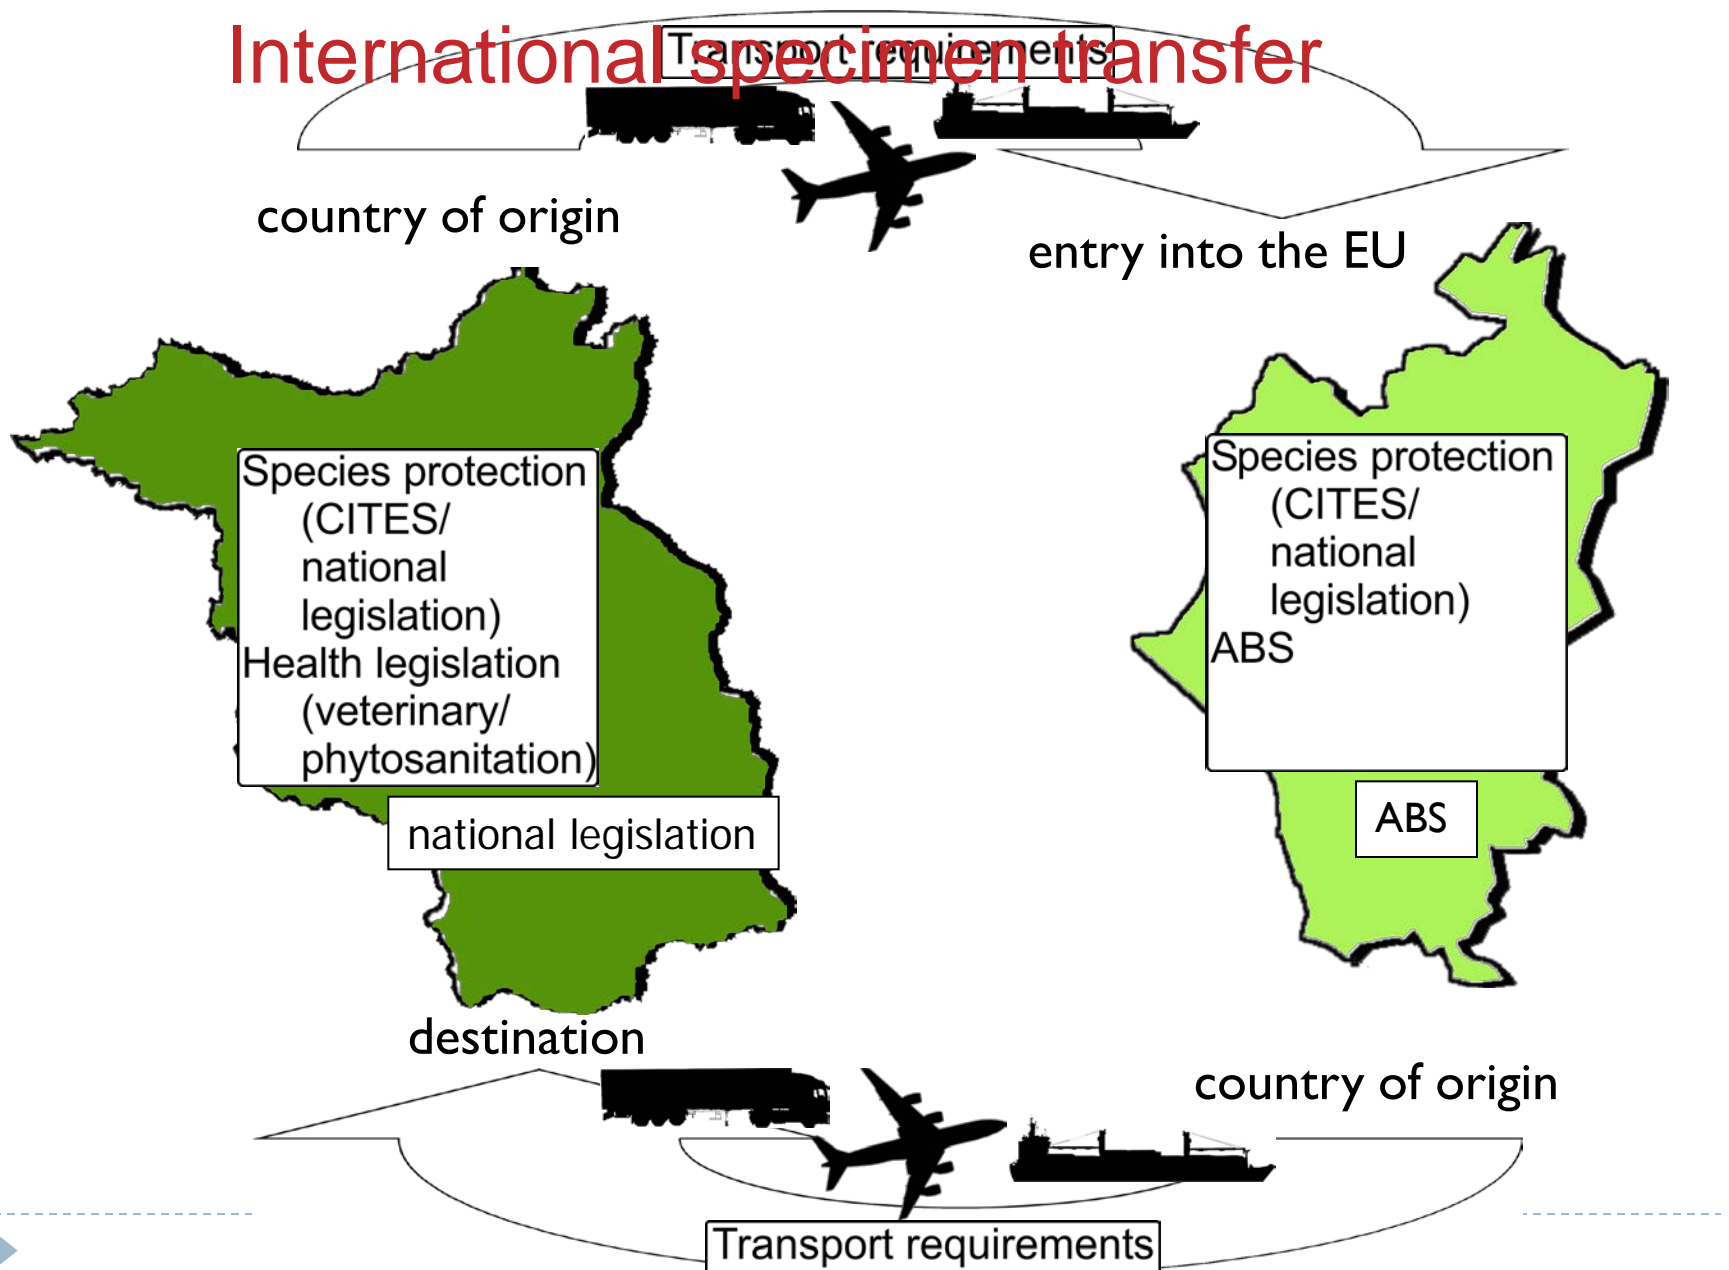 International specimen transfer
Transport requirements
country of origin
entry into the EU
Species protection
(CITES/
national
legislation)
Health legislation
(veterinary/
phytosanitation)
national legislation
Species protection
(CITES/
national
legislation)
ABS
ABS
destination
country of origin
Transport requirements